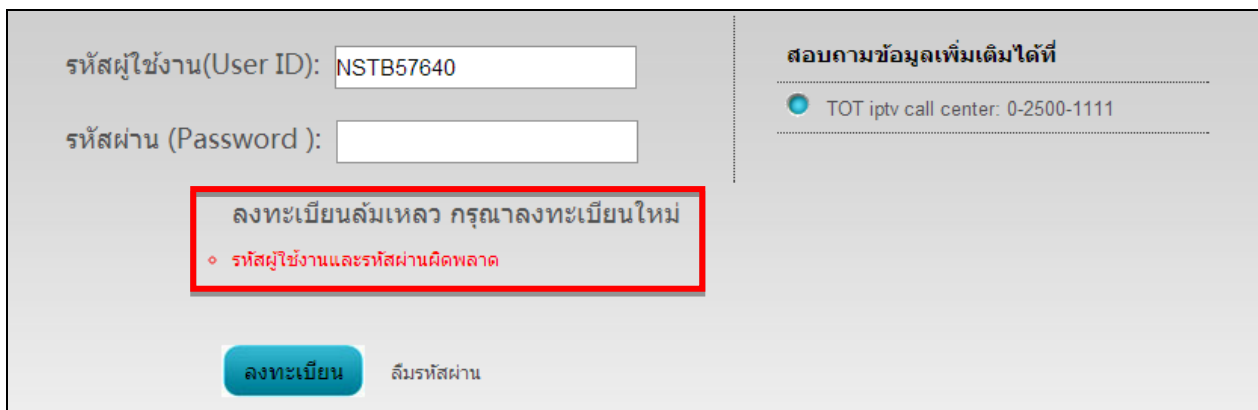 รหัสผู้ใช้งาน(User ID): NSTB57640
รหัสผ่าน (Password ):
ลงทะเบียนล้มเหลว กรุณาลงทะเบียนใหม่
รหัสผู้ใช้งานและรหัสผ่านผิดพลาด
ลงทะเบียน ลืมรหัสผ่าน
สอบถามข้อมูลเพิ่มเติมได้ที่
TOT iptv call center: 0-2500-1111